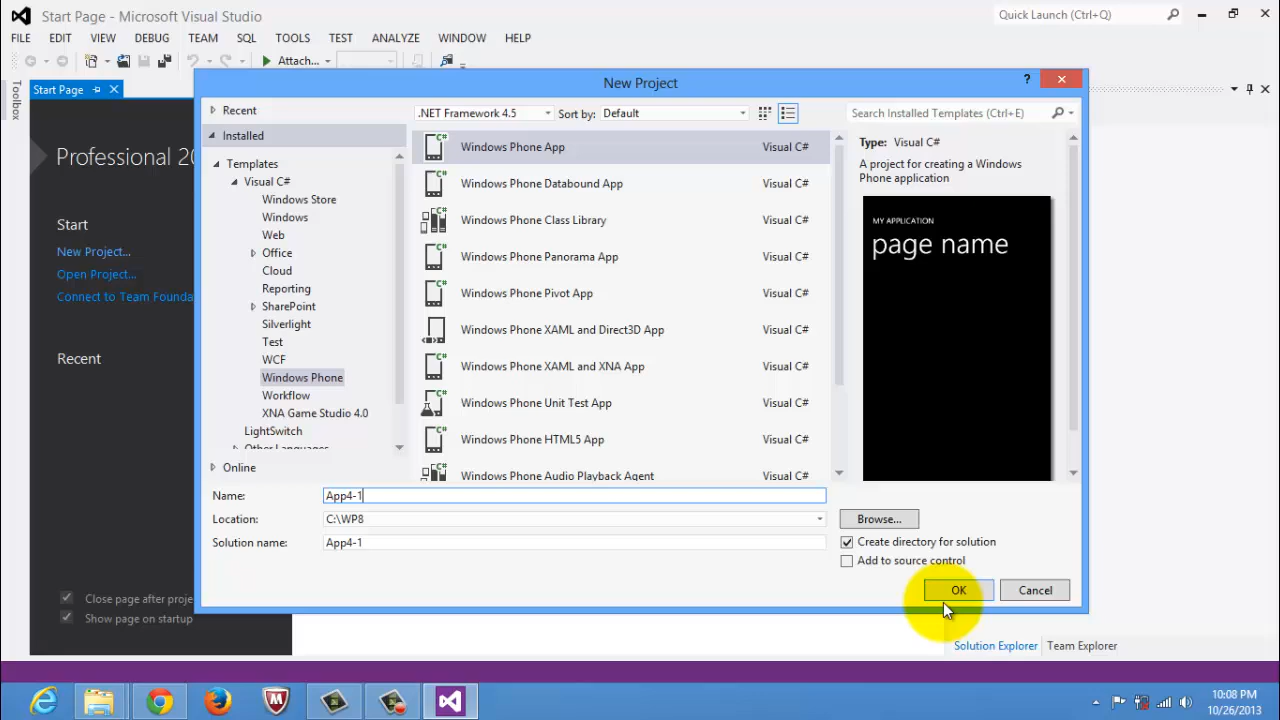 Start Page - Microsoft Visual Studio
Quick Launch (Ctrl+Q)
FILE EDIT VIEW DEBUG TEAM SQL TOOLS TEST ANALYZE WINDOW HELP
Attach...
Toolbox
Start Page
New Project
?
Professional 20
Start
New Project...
Open Project...
Connect to Team Founda
Recent
Close page after proje
Show page on startup
Recent
Installed
Templates
Visual C#
Windows Store
Windows
Web
Office
Cloud
Reporting
SharePoint
Silverlight
Test
WCF
Windows Phone
Workflow
XNA Game Studio 4.0
LightSwitch
Other Languages
Online
.NET Framework 4.5
Sort by: Default
Search Installed Templates (Ctrl+E)
C# Windows Phone App Visual C#
C# Windows Phone Databound App Visual C#
C# Windows Phone Class Library Visual C#
C# Windows Phone Panorama App Visual C#
C# Windows Phone Pivot App Visual C#
Windows Phone XAML and Direct3D App Visual C#
C# Windows Phone XAML and XNA App Visual C#
C# Windows Phone Unit Test App Visual C#
C# Windows Phone HTML5 App Visual C#
C# Windows Phone Audio Playback Agent Visual C#
Type: Visual C#
A project for creating a Windows
Phone application
MY APPLICATION
page name
Name: App4-1
Location: C:\WP8
Solution name: App4-1
Browse...
Create directory for solution
Add to source control
OK
Cancel
Solution Explorer Team Explorer
10:08 PM
10/26/2013